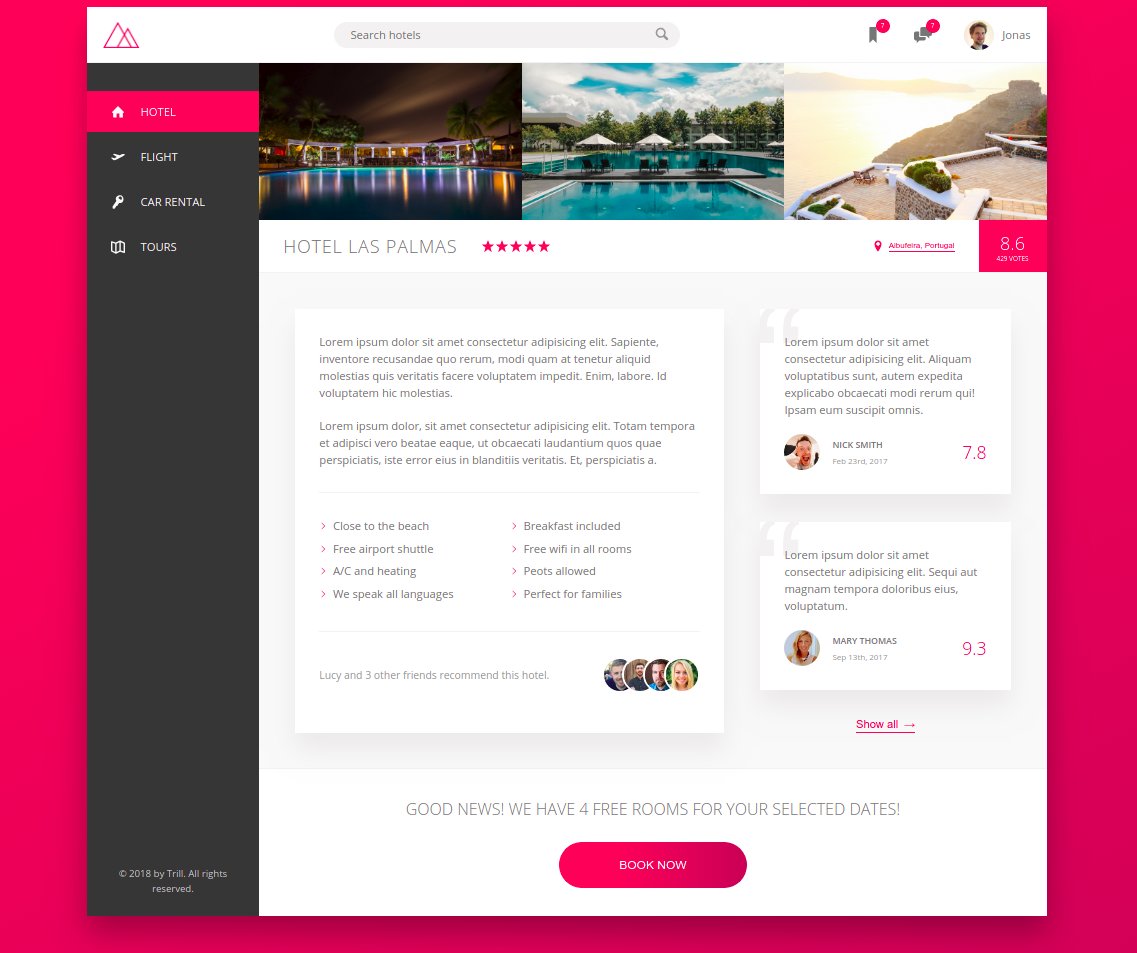 Search hotels
7
7
Jonas
HOTEL
FLIGHT
CAR RENTAL
TOURS
© 2018 by Trill. All rights
reserved.
HOTEL LAS PALMAS
Albufeira, Portugal
8.6
429 VOTES
Lorem ipsum dolor sit amet consectetur adipisicing elit. Sapiente,
inventore recusandae quo rerum, modi quam at tenetur aliquid
molestias quis veritatis facere voluptatem impedit. Enim, labore. Id
voluptatem hic molestias.
Lorem ipsum dolor, sit amet consectetur adipisicing elit. Totam tempora
et adipisci vero beatae eaque, ut obcaecati laudantium quos quae
perspiciatis, iste error eius in blanditiis veritatis. Et, perspiciatis a.
Close to the beach
Free airport shuttle
A/C and heating
We speak all languages
Breakfast included
Free wifi in all rooms
Peots allowed
Perfect for families
Lucy and 3 other friends recommend this hotel.
“
Lorem ipsum dolor sit amet
consectetur adipisicing elit. Aliquam
voluptatibus sunt, autem expedita
explicabo obcaecati modi rerum qui!
Ipsam eum suscipit omnis.
NICK SMITH
Feb 23rd, 2017
7.8
“
Lorem ipsum dolor sit amet
consectetur adipisicing elit. Sequi aut
magnam tempora doloribus eius,
voluptatum.
MARY THOMAS
Sep 13th, 2017
9.3
Show all →
GOOD NEWS! WE HAVE 4 FREE ROOMS FOR YOUR SELECTED DATES!
BOOK NOW